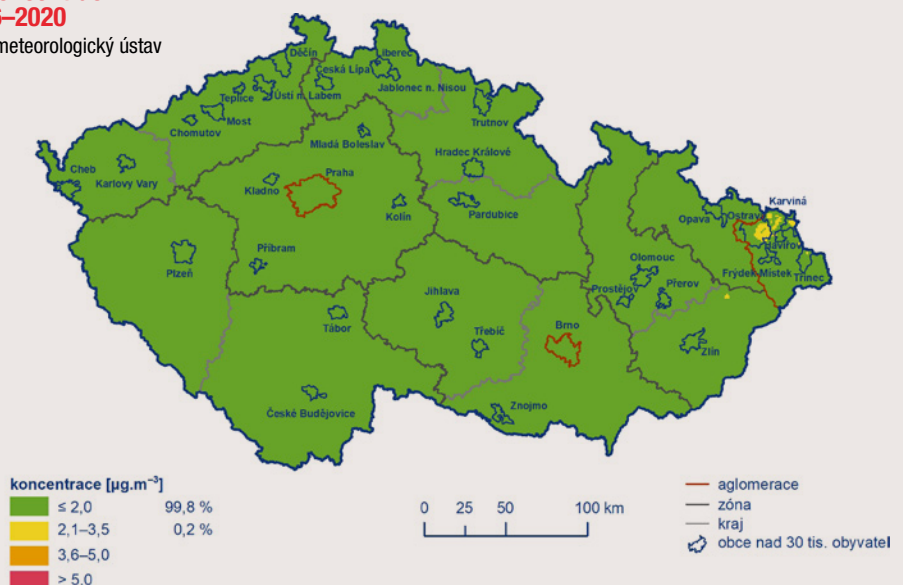 6–2020
meteorologický ústav
Děčín
Liberec
Česká Lípa
Jablonec n. Nisou
Teplice
Ústí n. Labem
Most
Chomutov
Trutnov
Mladá Boleslav
Hradec Králové
Cheb
Karlovy Vary
Praha
Kladno
Kolín
Pardubice
Karviná
Opava
Ostrava
Havířov
Příbram
Plzeň
Olomouc
Frýdek-Místek
Třinec
Jihlava
Prostějov
Přerov
Tábor
Třebíč
Brno
Zlín
České Budějovice
Znojmo
koncentrace [µg.m⁻³]
≤ 2,0 99,8 %
2,1–3,5 0,2 %
3,6–5,0
> 5,0
0 25 50 100 km
aglomerace
zóna
kraj
obce nad 30 tis. obyvatel